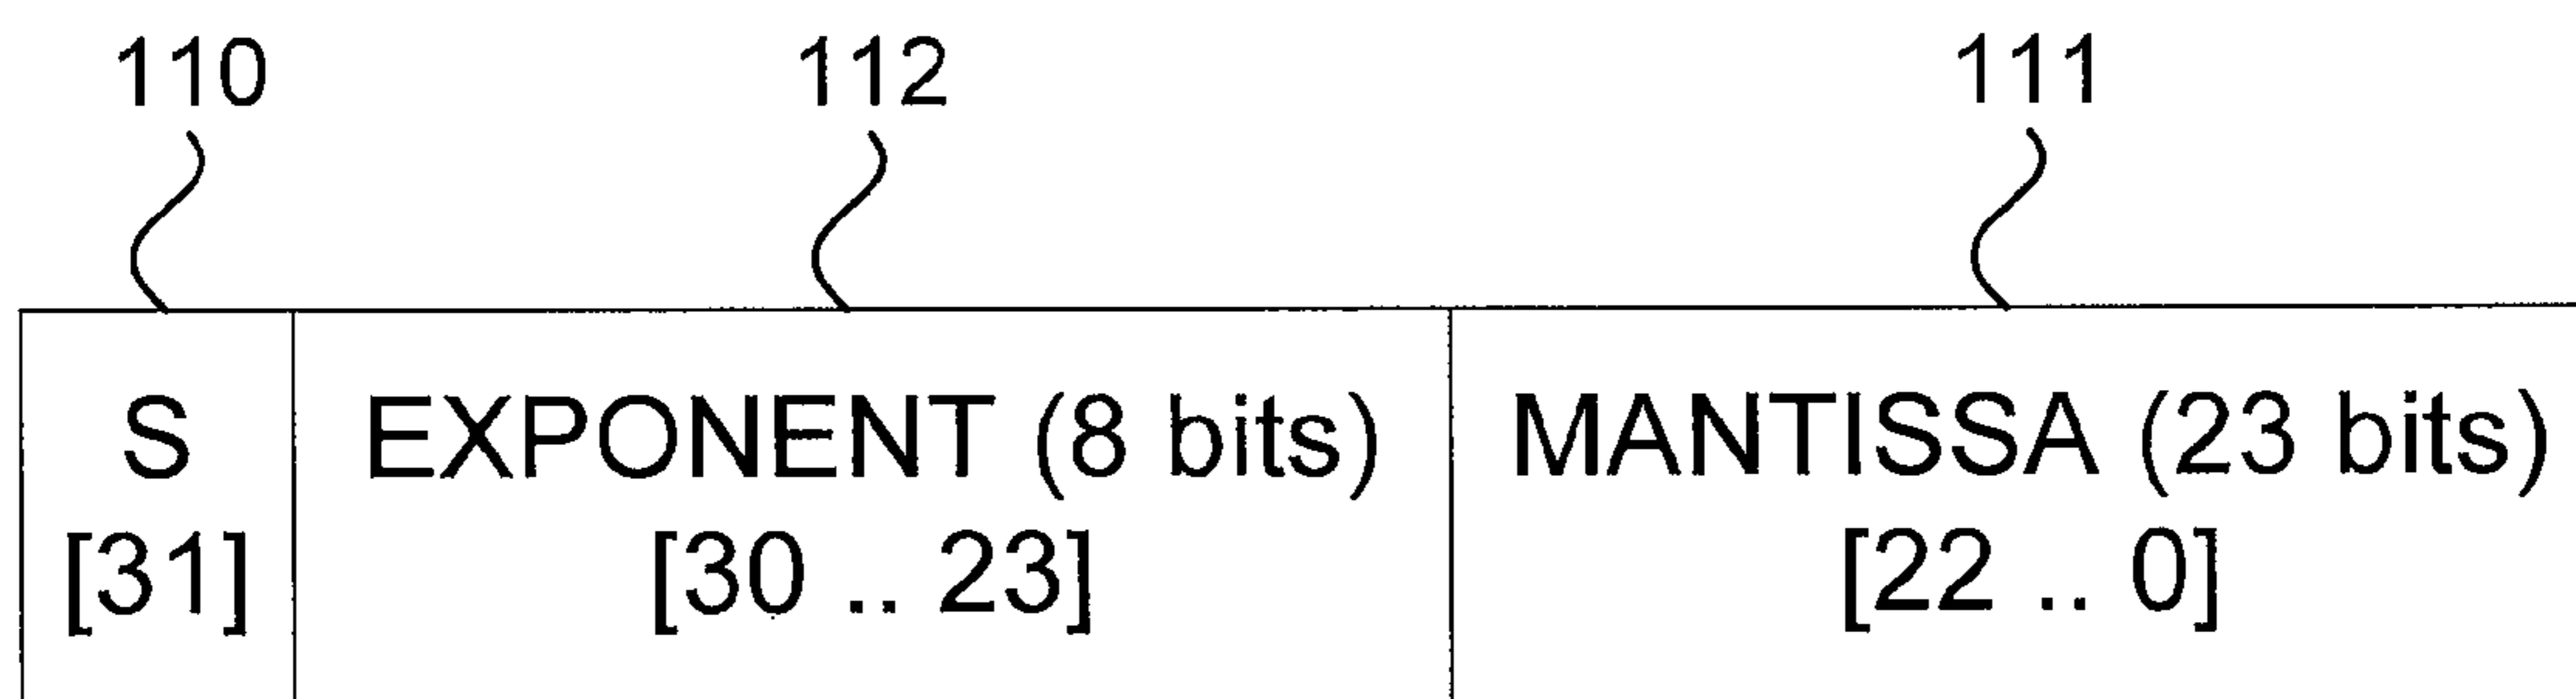 110 112 111
S EXPONENT (8 bits) MANTISSA (23 bits)
[31] [30 .. 23] [22 .. 0]